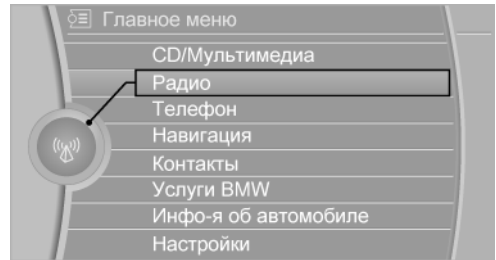 Главное меню
CD/Мультимедиа
Радио
Телефон
Навигация
Контакты
Услуги BMW
Инфо-я об автомобиле
Настройки